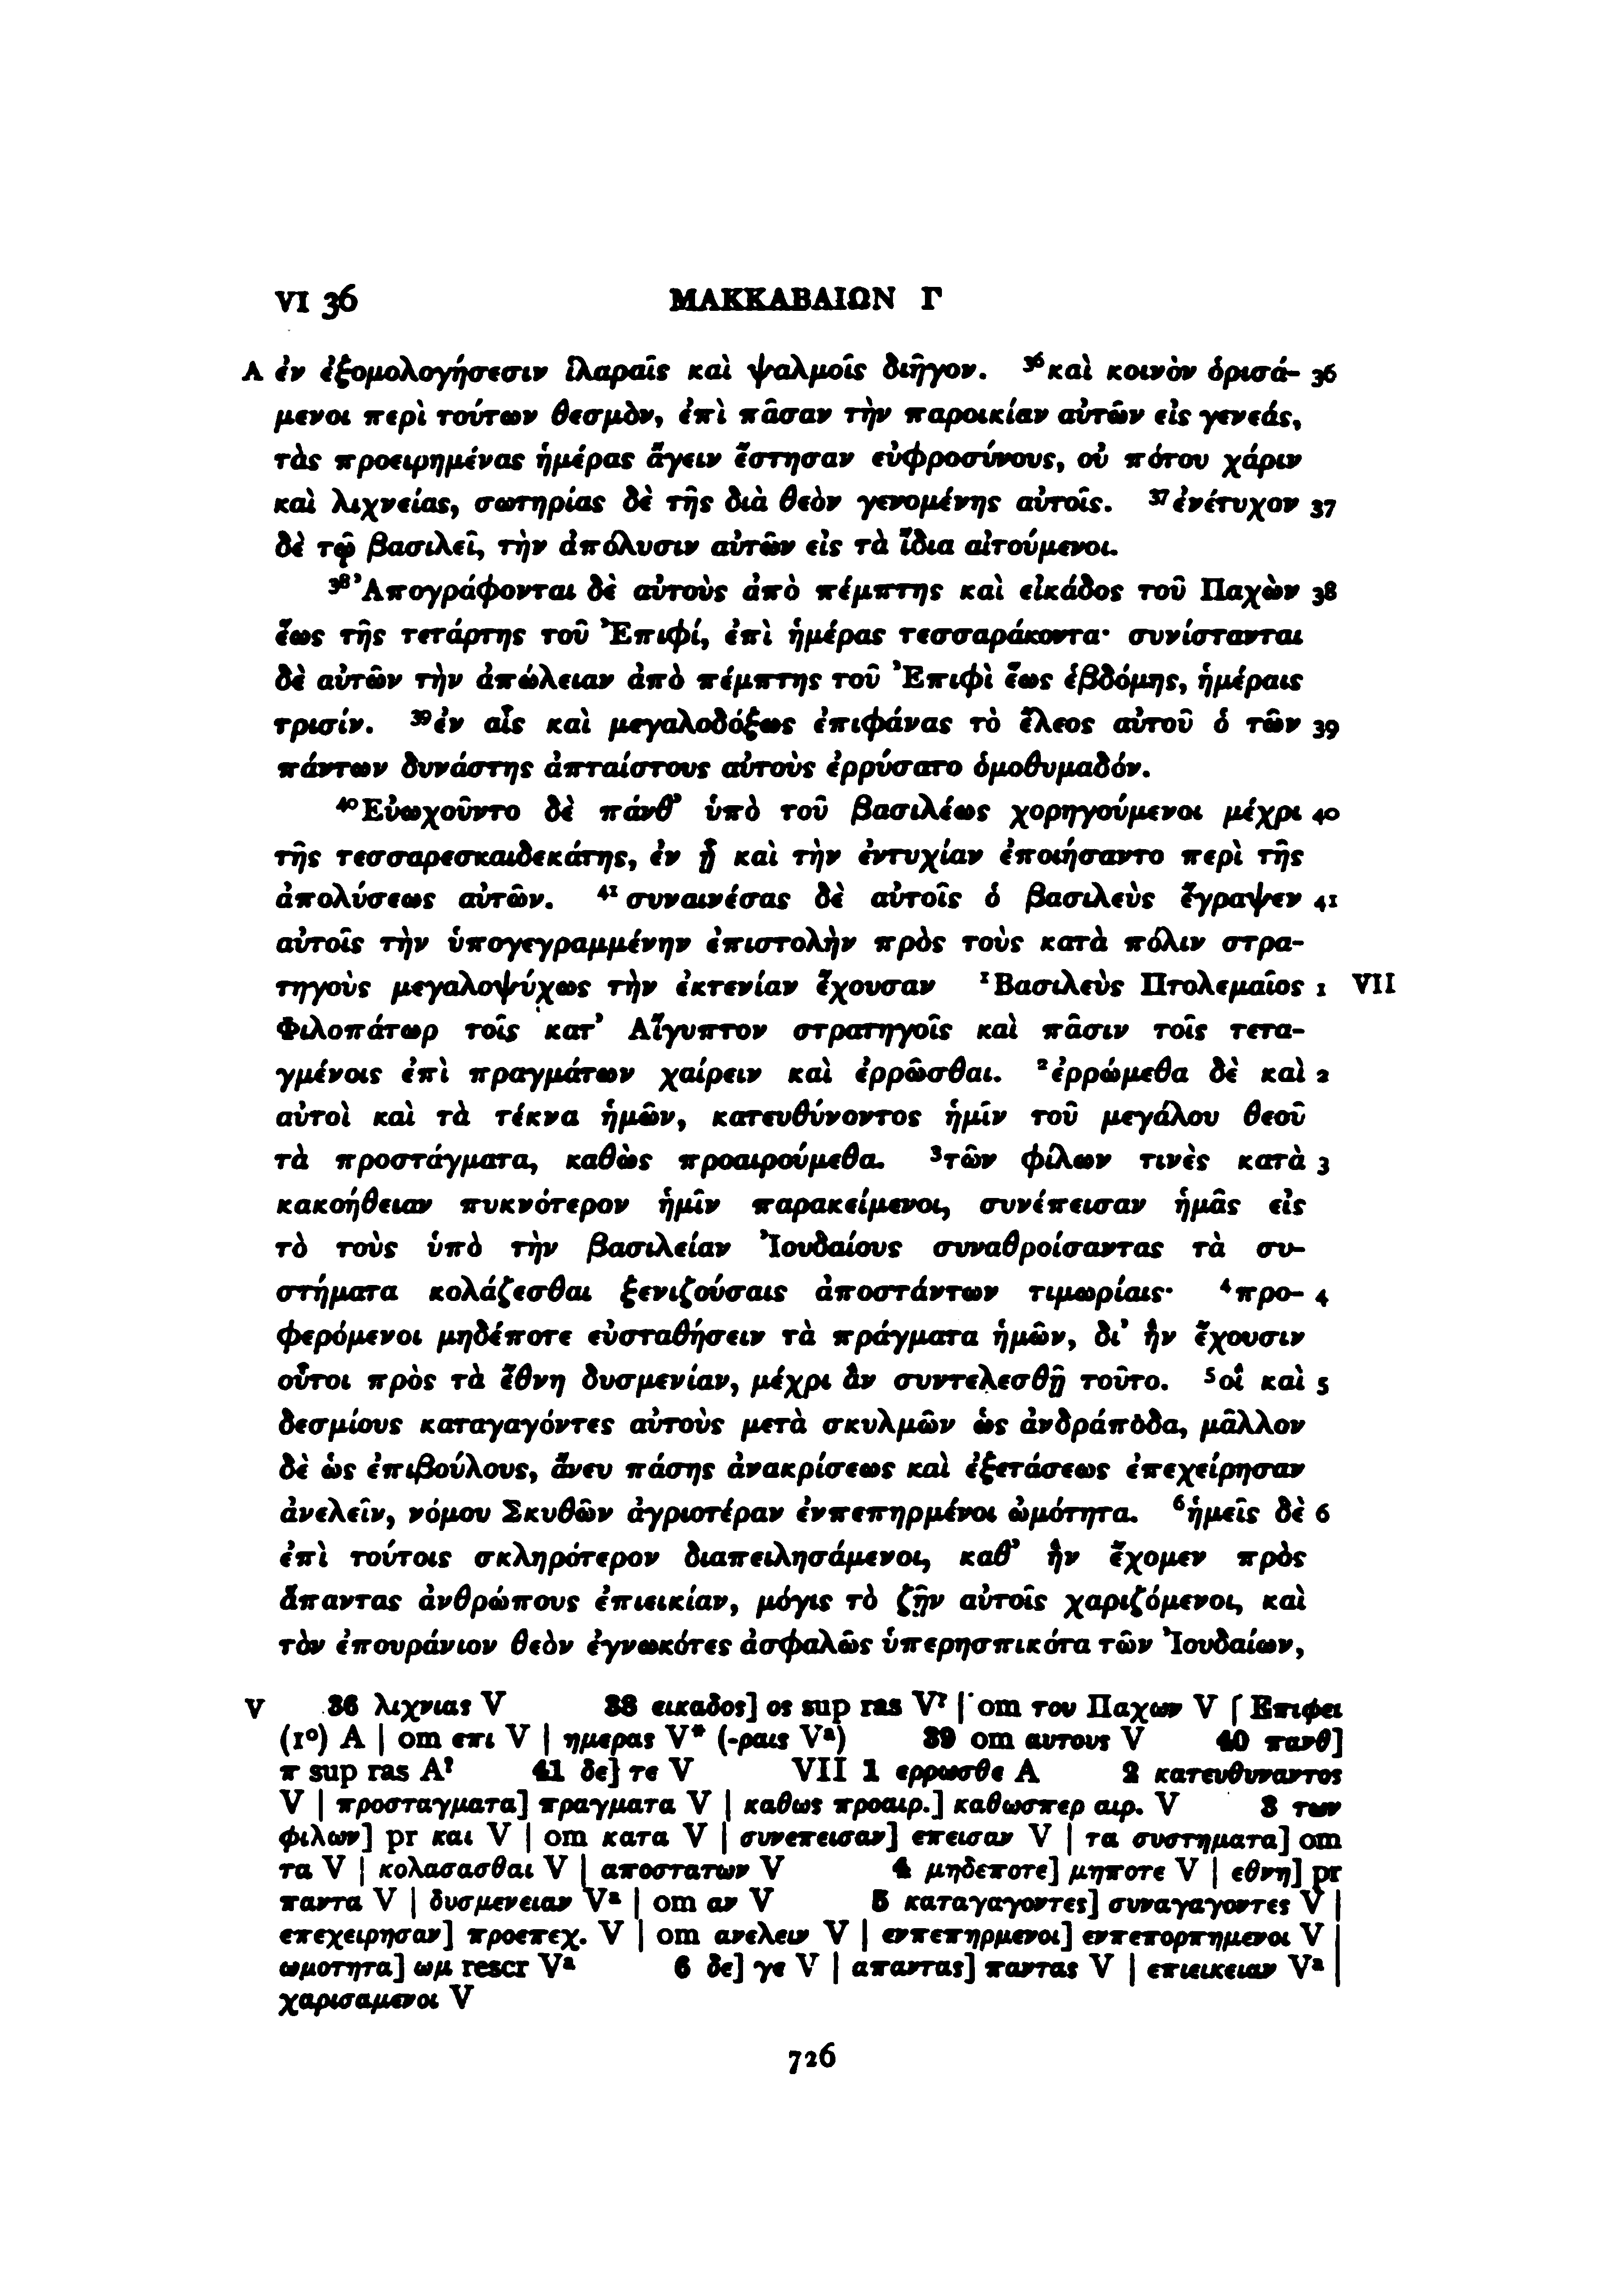 VI 36 ΜΑΚΚΑΒΑΙΩΝ Γ
A ἐν ἐξομολογήσεσιν ἱλαραῖς καὶ ψαλμοῖς διῆγον. ³⁶καὶ κοινὸν ὁρισά- 36
μενοι περὶ τούτων θεσμὸν, ἐπὶ πᾶσαν τὴν παροικίαν αὐτῶν εἰς γενεάς,
τὰς προειρημένας ἡμέρας ἄγειν ἔστησαν εὐφροσύνους, οὐ πότου χάριν
καὶ λιχνείας, σωτηρίας δὲ τῆς διὰ θεὸν γενομένης αὐτοῖς. ³⁷ἐνέτυχον 37
δὲ τῷ βασιλεῖ, τὴν ἀπόλυσιν αὐτῶν εἰς τὰ ἴδια αἰτούμενοι.
³⁸Ἀπογράφονται δὲ αὐτοὺς ἀπὸ πέμπτης καὶ εἰκάδος τοῦ Παχὼν 38
ἕως τῆς τετάρτης τοῦ Ἐπιφί, ἐπὶ ἡμέρας τεσσαράκοντα· συνίστανται
δὲ αὐτῶν τὴν ἀπώλειαν ἀπὸ πέμπτης τοῦ Ἐπιφὶ ἕως ἑβδόμης, ἡμέραις
τρισίν. ³⁹ἐν αἷς καὶ μεγαλοδόξως ἐπιφάνας τὸ ἔλεος αὐτοῦ ὁ τῶν 39
πάντων δυνάστης ἀπταίστους αὐτοὺς ἐρρύσατο ὁμοθυμαδόν.
⁴⁰Εὐωχοῦντο δὲ πάνθ’ ὑπὸ τοῦ βασιλέως χορηγούμενοι μέχρι 40
τῆς τεσσαρεσκαιδεκάτης, ἐν ᾗ καὶ τὴν ἐντυχίαν ἐποιήσαντο περὶ τῆς
ἀπολύσεως αὐτῶν. ⁴¹συναινέσας δὲ αὐτοῖς ὁ βασιλεὺς ἔγραψεν 41
αὐτοῖς τὴν ὑπογεγραμμένην ἐπιστολὴν πρὸς τοὺς κατὰ πόλιν στρα-
τηγοὺς μεγαλοψύχως τὴν ἐκτενίαν ἔχουσαν ¹Βασιλεὺς Πτολεμαῖος 1 VII
Φιλοπάτωρ τοῖς κατ’ Αἴγυπτον στρατηγοῖς καὶ πᾶσιν τοῖς τετα-
γμένοις ἐπὶ πραγμάτων χαίρειν καὶ ἐρρῶσθαι. ²ἐρρώμεθα δὲ καὶ 2
αὐτοὶ καὶ τὰ τέκνα ἡμῶν, κατευθύνοντος ἡμῖν τοῦ μεγάλου θεοῦ
τὰ προστάγματα, καθὼς προαιρούμεθα. ³τῶν φίλων τινὲς κατὰ 3
κακοήθειαν πυκνότερον ἡμῖν παρακείμενοι, συνέπεισαν ἡμᾶς εἰς
τὸ τοὺς ὑπὸ τὴν βασιλείαν Ἰουδαίους συναθροίσαντας τὰ συ-
στήματα κολάζεσθαι ξενιζούσαις ἀποστάντων τιμωρίαις· ⁴προ- 4
φερόμενοι μηδέποτε εὐσταθήσειν τὰ πράγματα ἡμῶν, δι’ ἣν ἔχουσιν
οὗτοι πρὸς τὰ ἔθνη δυσμενίαν, μέχρι ἂν συντελεσθῇ τοῦτο. ⁵οἳ καὶ 5
δεσμίους καταγαγόντες αὐτοὺς μετὰ σκυλμῶν ὡς ἀνδράποδα, μᾶλλον
δὲ ὡς ἐπιβούλους, ἄνευ πάσης ἀνακρίσεως καὶ ἐξετάσεως ἐπεχείρησαν
ἀνελεῖν, νόμου Σκυθῶν ἀγριοτέραν ἐνπεπηρμένοι ὠμότητα. ⁶ἡμεῖς δὲ 6
ἐπὶ τούτοις σκληρότερον διαπειλησάμενοι, καθ’ ἣν ἔχομεν πρὸς
ἅπαντας ἀνθρώπους ἐπιεικίαν, μόγις τὸ ζῆν αὐτοῖς χαριζόμενοι, καὶ
τὸν ἐπουράνιον θεὸν ἐγνωκότες ἀσφαλῶς ὑπερησπικότα τῶν Ἰουδαίων,
V 36 λιχνιας V 38 εικαδος] ος sup ras V? | om του Παχων V | Επιφει
(1°) A | om επι V | ημερας V* (-ραις Vª) 39 om αυτους V 40 πανθ]
π sup ras A? 41 δε] τε V VII 1 ερρωσθε A 2 κατευθυναντος
V | προσταγματα] πραγματα V | καθως προαιρ.] καθωσπερ αιρ. V 3 των
φιλων] pr και V | om κατα V | συνεπεισαν] επεισαν V | τα συστηματα] om
τα V | κολασασθαι V | αποστατων V 4 μηδεποτε] μηποτε V | εθνη] pr
παντα V | δυσμενειαν Vª | om αν V 5 καταγαγοντες] συναγαγοντες V |
επεχειρησαν] προεπεχ. V | om ανελειν V | ενπεπηρμενοι] ενπεπορπημενοι V |
ωμοτητα] ωμ rescr Vª 6 δε] γε V | απαντας] παντας V | επιεικειαν Vª |
χαρισαμενοι V
726